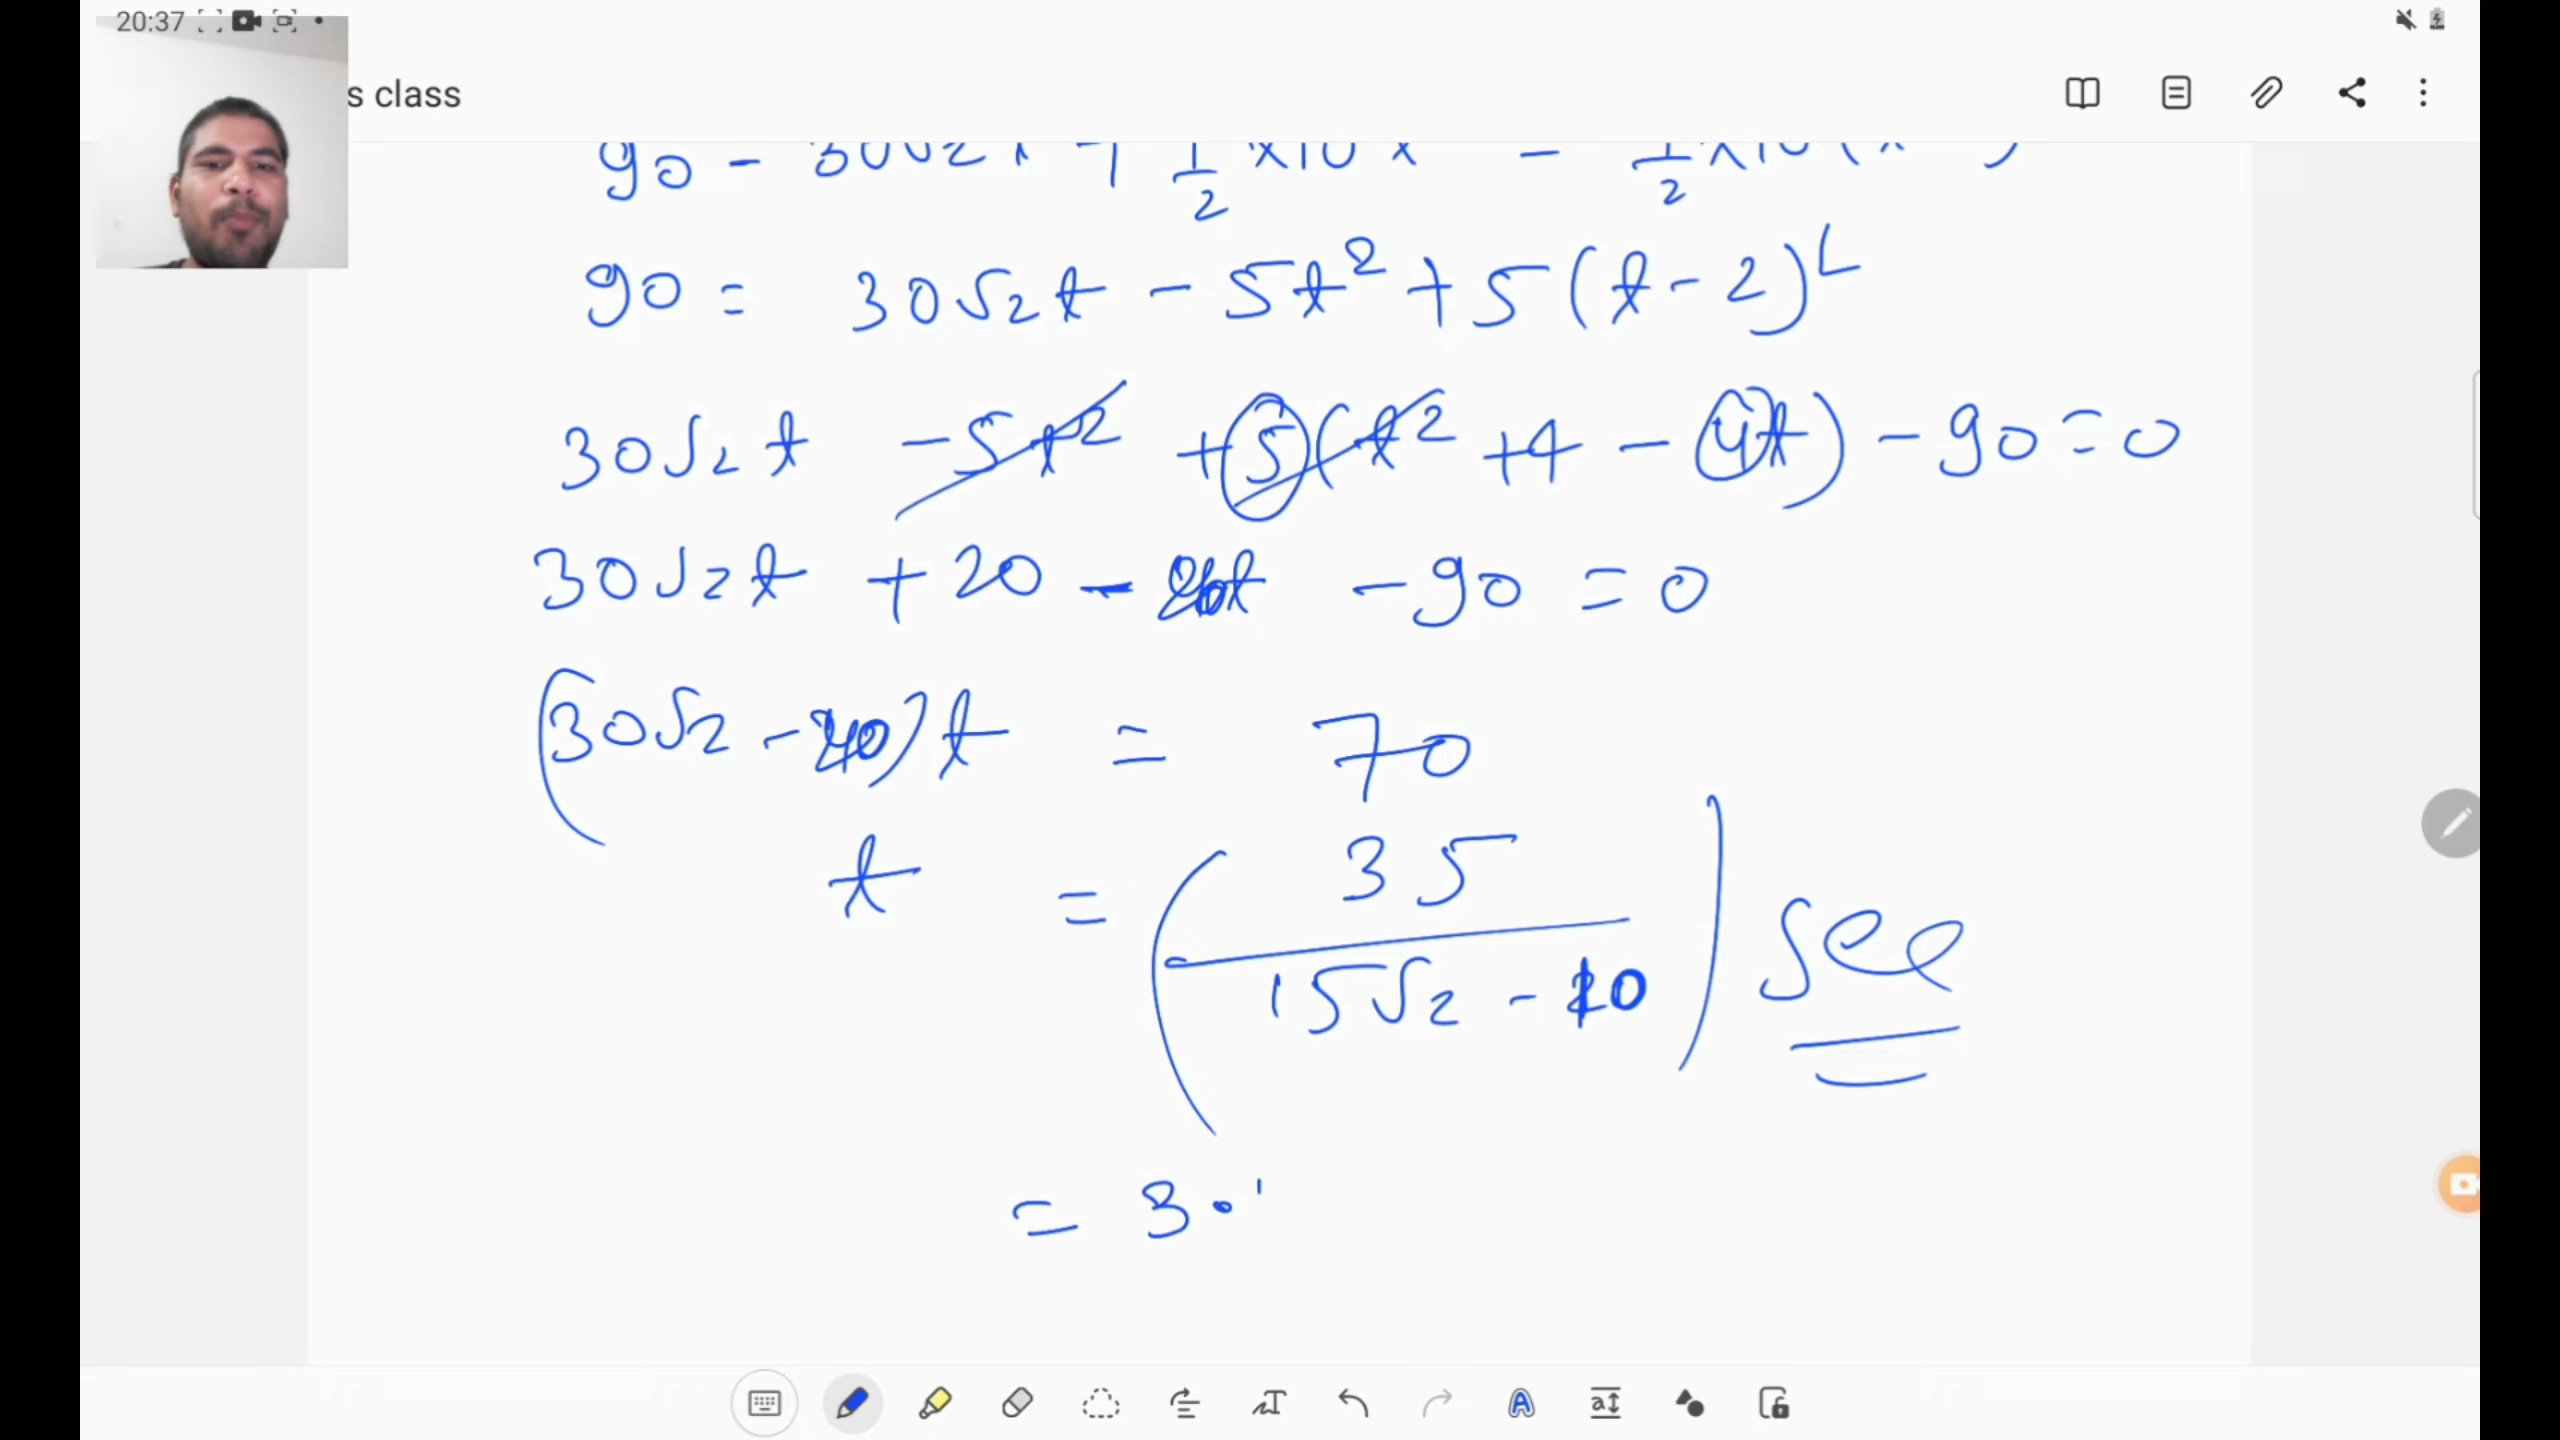 20:37
s class
90 = 30√2t - 5t² + 5(t-2)²
30√2 t - 5t² + 5(t² + 4 - 4t) - 90 = 0
30√2t + 20 - 20t - 90 = 0
(30√2 - 20)t = 70
t = (35 / 15√2 - 10) sec
= 3.